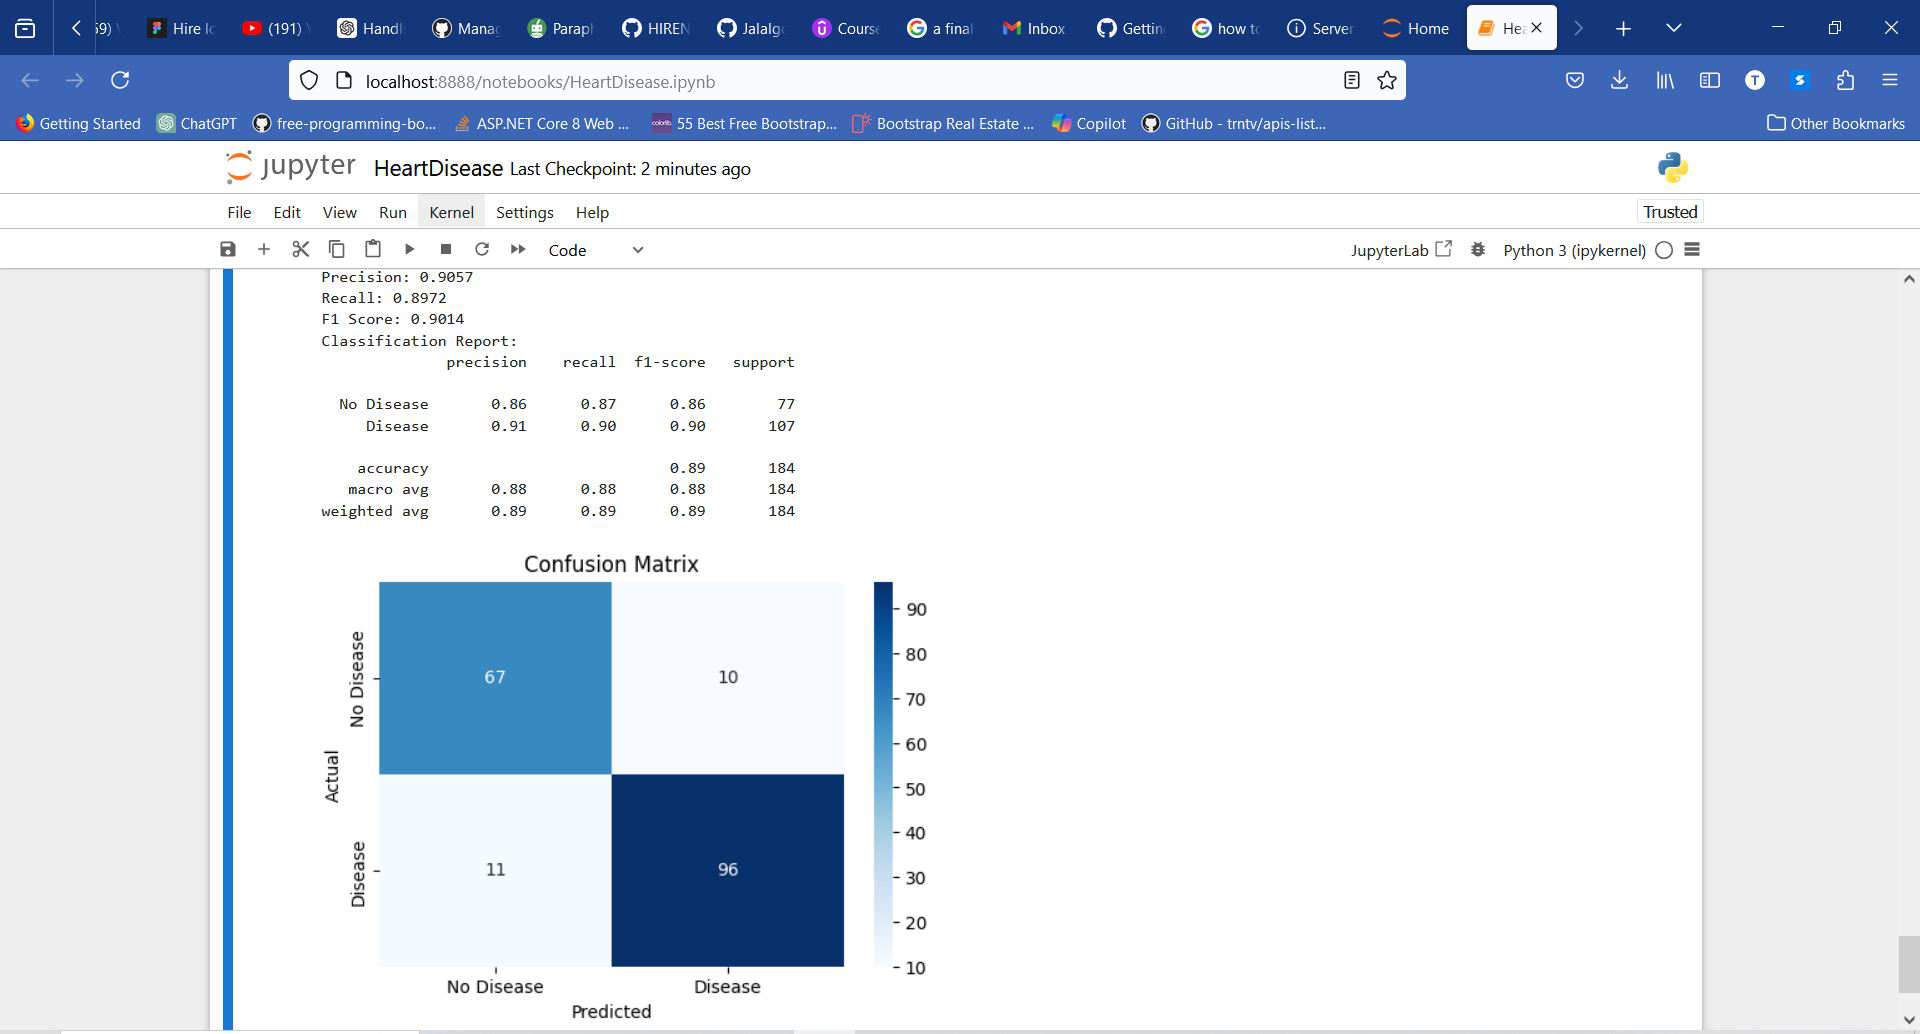 59) \ Hire Ic (191) \ Handl Manag Paraph HIREN Jalalgo Course a final Inbox Gettin how to Server Home Hea
localhost:8888/notebooks/HeartDisease.ipynb T
Getting Started ChatGPT free-programming-bo... ASP.NET Core 8 Web ... colorlib 55 Best Free Bootstrap... Bootstrap Real Estate ... Copilot GitHub - trntv/apis-list... Other Bookmarks
jupyter HeartDisease Last Checkpoint: 2 minutes ago
File Edit View Run Kernel Settings Help Trusted
Code JupyterLab Python 3 (ipykernel)
Precision: 0.9057
Recall: 0.8972
F1 Score: 0.9014
Classification Report:
precision recall f1-score support
No Disease 0.86 0.87 0.86 77
Disease 0.91 0.90 0.90 107
accuracy 0.89 184
macro avg 0.88 0.88 0.88 184
weighted avg 0.89 0.89 0.89 184
Confusion Matrix
90
80
70
60
50
40
30
20
10
No Disease
67 10
Actual
Disease
11 96
No Disease Disease
Predicted